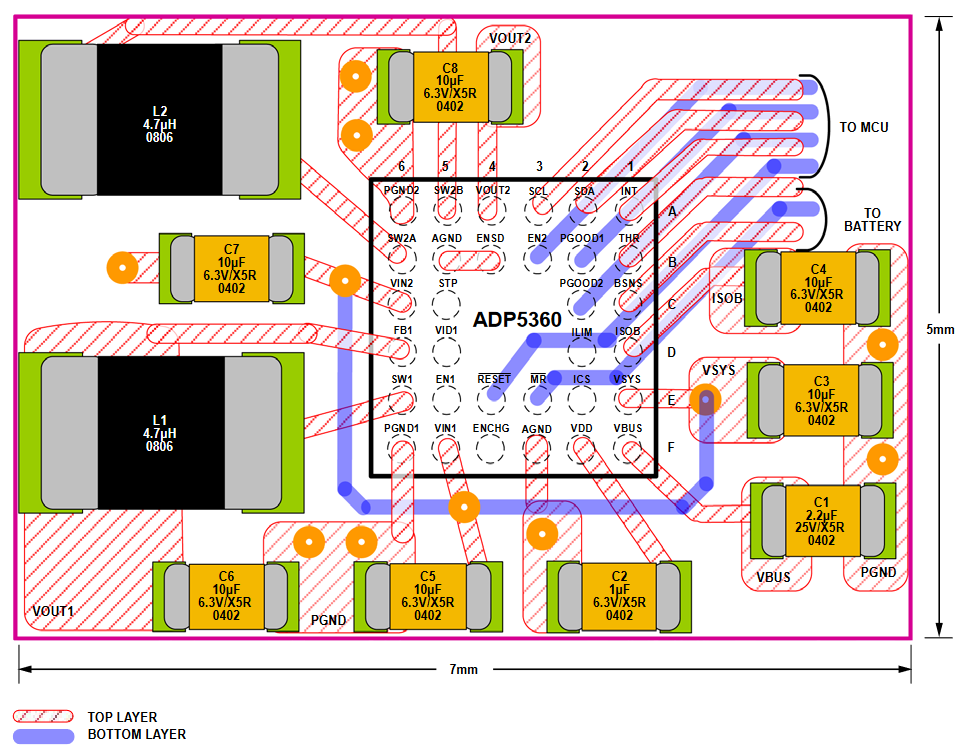 VOUT2
C8
10µF
6.3V/X5R
0402
L2
4.7µH
0806
TO MCU
6 5 4 3 2 1
PGND2 SW2B VOUT2 SCL SDA INT
A
TO
BATTERY
SW2A AGND ENSD EN2 PGOOD1 THR
B
C7
10µF
6.3V/X5R
0402
VIN2 STP PGOOD2 BSNS
C
ISOB
C4
10µF
6.3V/X5R
0402
ADP5360
5mm
FB1 VID1 ILIM ISOB
D
SW1 EN1 RESET MR ICS VSYS
E
VSYS
C3
10µF
6.3V/X5R
0402
L1
4.7µH
0806
PGND1 VIN1 ENCHG AGND VDD VBUS
F
C1
2.2µF
25V/X5R
0402
VBUS
PGND
C6
10µF
6.3V/X5R
0402
C5
10µF
6.3V/X5R
0402
C2
1µF
6.3V/X5R
0402
VOUT1
PGND
7mm
TOP LAYER
BOTTOM LAYER